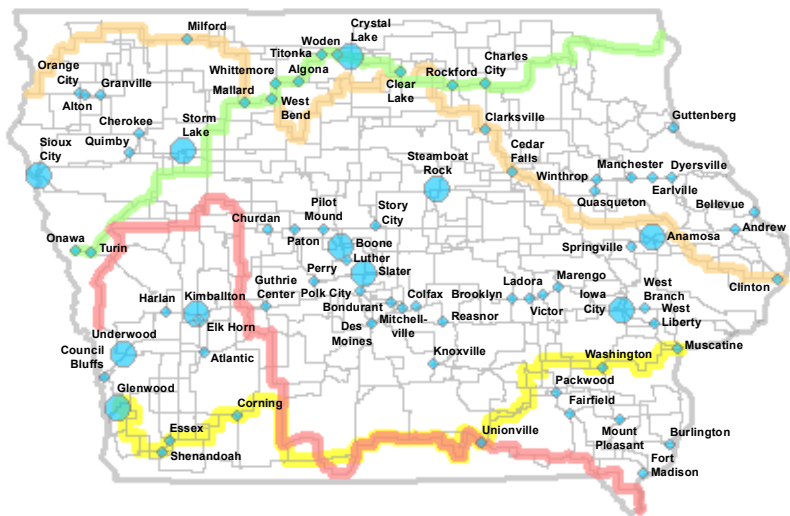 Milford
Woden
Crystal
Lake
Titonka
Orange
City
Granville
Whittemore
Algona
Charles
City
Alton
Mallard
West
Bend
Clear
Lake
Rockford
Cherokee
Storm
Lake
Clarksville
Guttenberg
Sioux
City
Quimby
Steamboat
Rock
Cedar
Falls
Manchester
Dyersville
Winthrop
Earlville
Quasqueton
Bellevue
Pilot
Mound
Story
City
Churdan
Andrew
Onawa
Paton
Boone
Springville
Anamosa
Turin
Luther
Slater
Clinton
Guthrie
Center
Perry
Ladora
Marengo
West
Branch
Harlan
Kimballton
Polk City
Colfax
Brooklyn
Iowa
City
West
Liberty
Bondurant
Mitchell-
ville
Victor
Elk Horn
Des
Moines
Reasnor
Underwood
Muscatine
Council
Bluffs
Atlantic
Knoxville
Washington
Glenwood
Packwood
Corning
Fairfield
Essex
Unionville
Mount
Pleasant
Burlington
Shenandoah
Fort
Madison